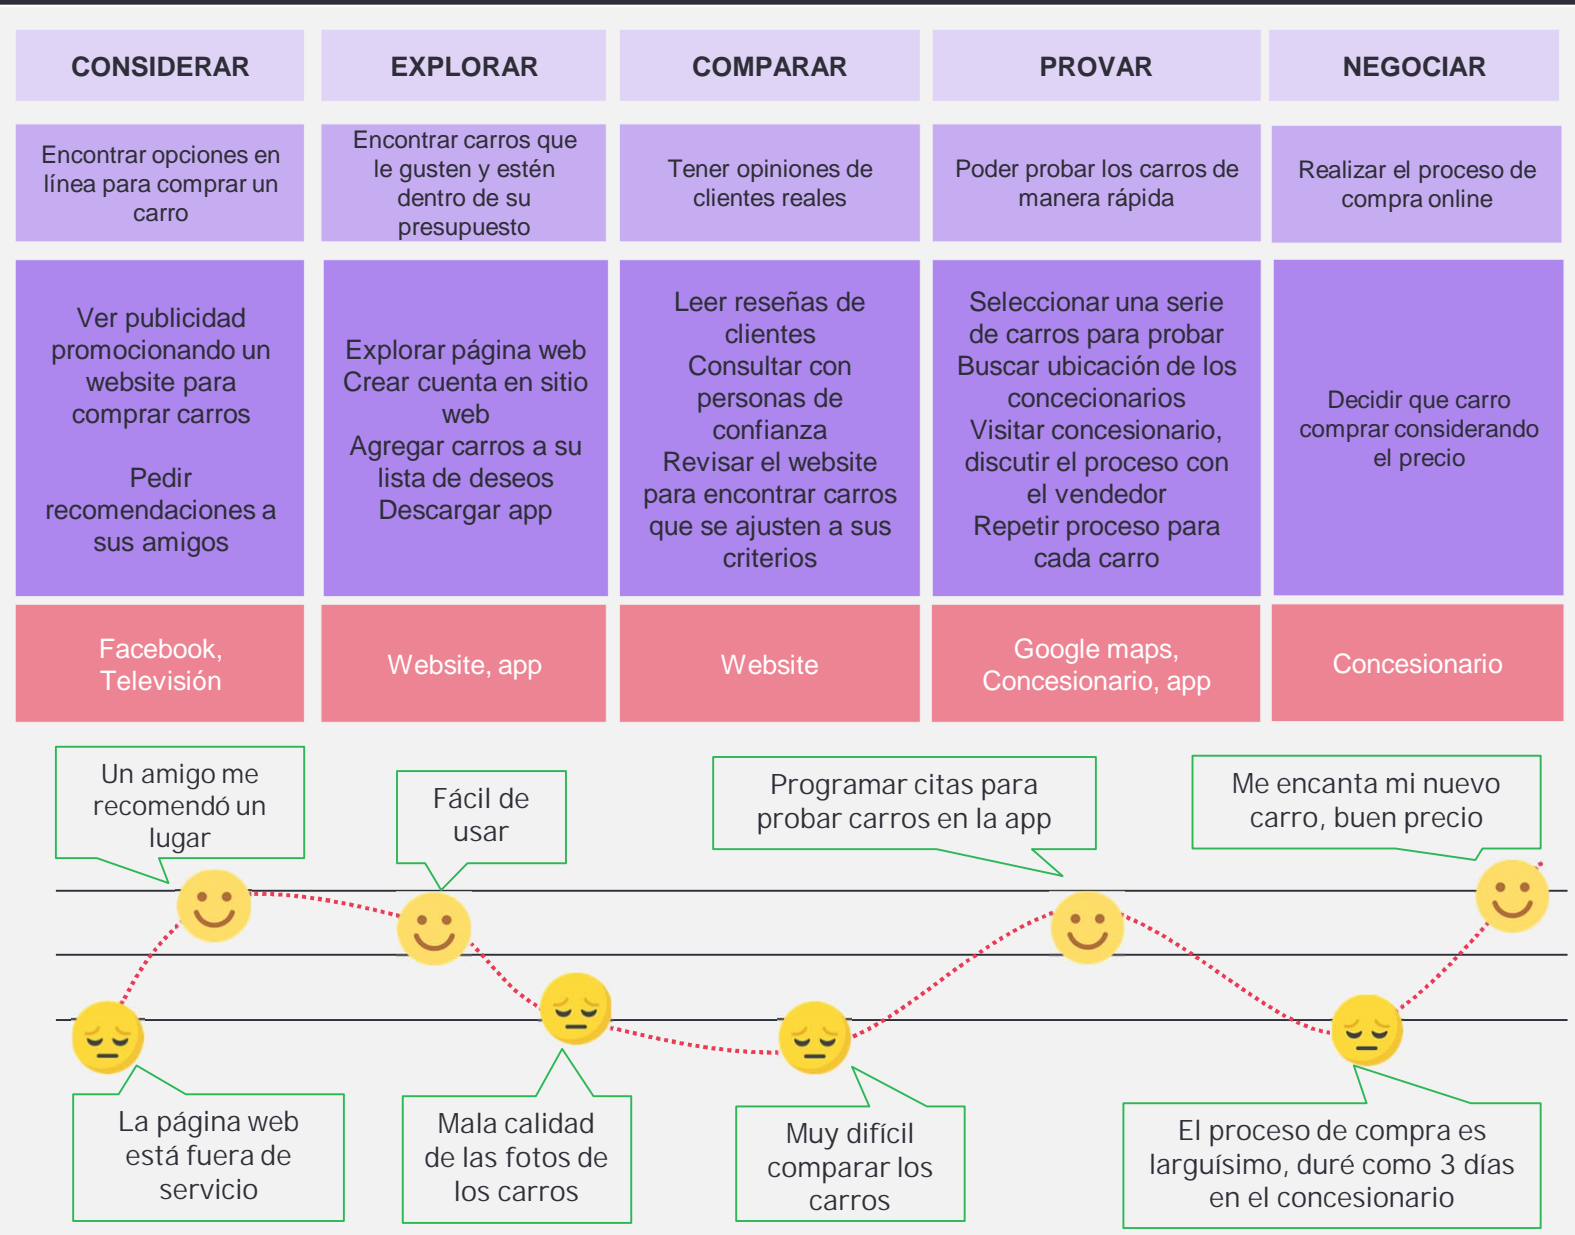 CONSIDERAR
EXPLORAR
COMPARAR
PROVAR
NEGOCIAR
Encontrar opciones en
línea para comprar un
carro
Encontrar carros que
le gusten y estén
dentro de su
presupuesto
Tener opiniones de
clientes reales
Poder probar los carros de
manera rápida
Realizar el proceso de
compra online
Ver publicidad
promocionando un
website para
comprar carros
Pedir
recomendaciones a
sus amigos
Explorar página web
Crear cuenta en sitio
web
Agregar carros a su
lista de deseos
Descargar app
Leer reseñas de
clientes
Consultar con
personas de
confianza
Revisar el website
para encontrar carros
que se ajusten a sus
criterios
Seleccionar una serie
de carros para probar
Buscar ubicación de los
concecionarios
Visitar concesionario,
discutir el proceso con
el vendedor
Repetir proceso para
cada carro
Decidir que carro
comprar considerando
el precio
Facebook,
Televisión
Website, app
Website
Google maps,
Concesionario, app
Concesionario
Un amigo me
recomendó un
lugar
Fácil de
usar
Programar citas para
probar carros en la app
Me encanta mi nuevo
carro, buen precio
La página web
está fuera de
servicio
Mala calidad
de las fotos de
los carros
Muy difícil
comparar los
carros
El proceso de compra es
larguísimo, duré como 3 días
en el concesionario